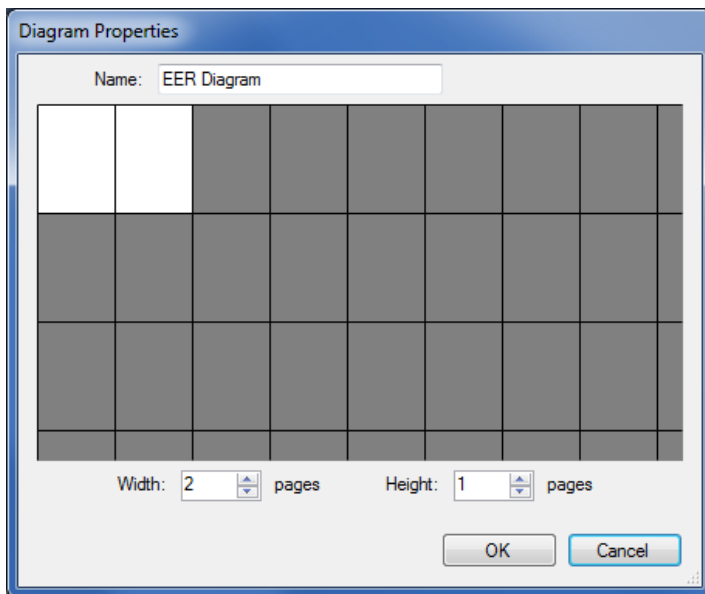 Diagram Properties
Name: EER Diagram
Width: 2 pages Height: 1 pages
OK Cancel